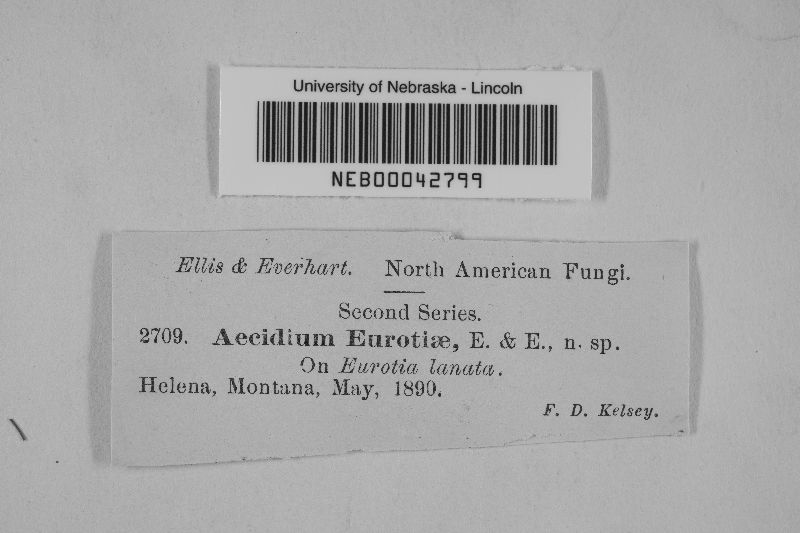 University of Nebraska - Lincoln
NEB00042799
Ellis & Everhart. North American Fungi.
Second Series.
2709. Aecidium Eurotiæ, E. & E., n. sp.
On Eurotia lanata.
Helena, Montana, May, 1890.
F. D. Kelsey.